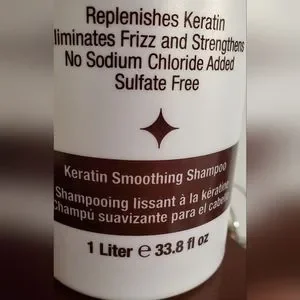 Replenishes Keratin
Eliminates Frizz and Strengthens
No Sodium Chloride Added
Sulfate Free
Keratin Smoothing Shampoo
Shampooing lissant à la kératine
Champú suavizante para el
1 Liter ℮ 33.8 fl oz